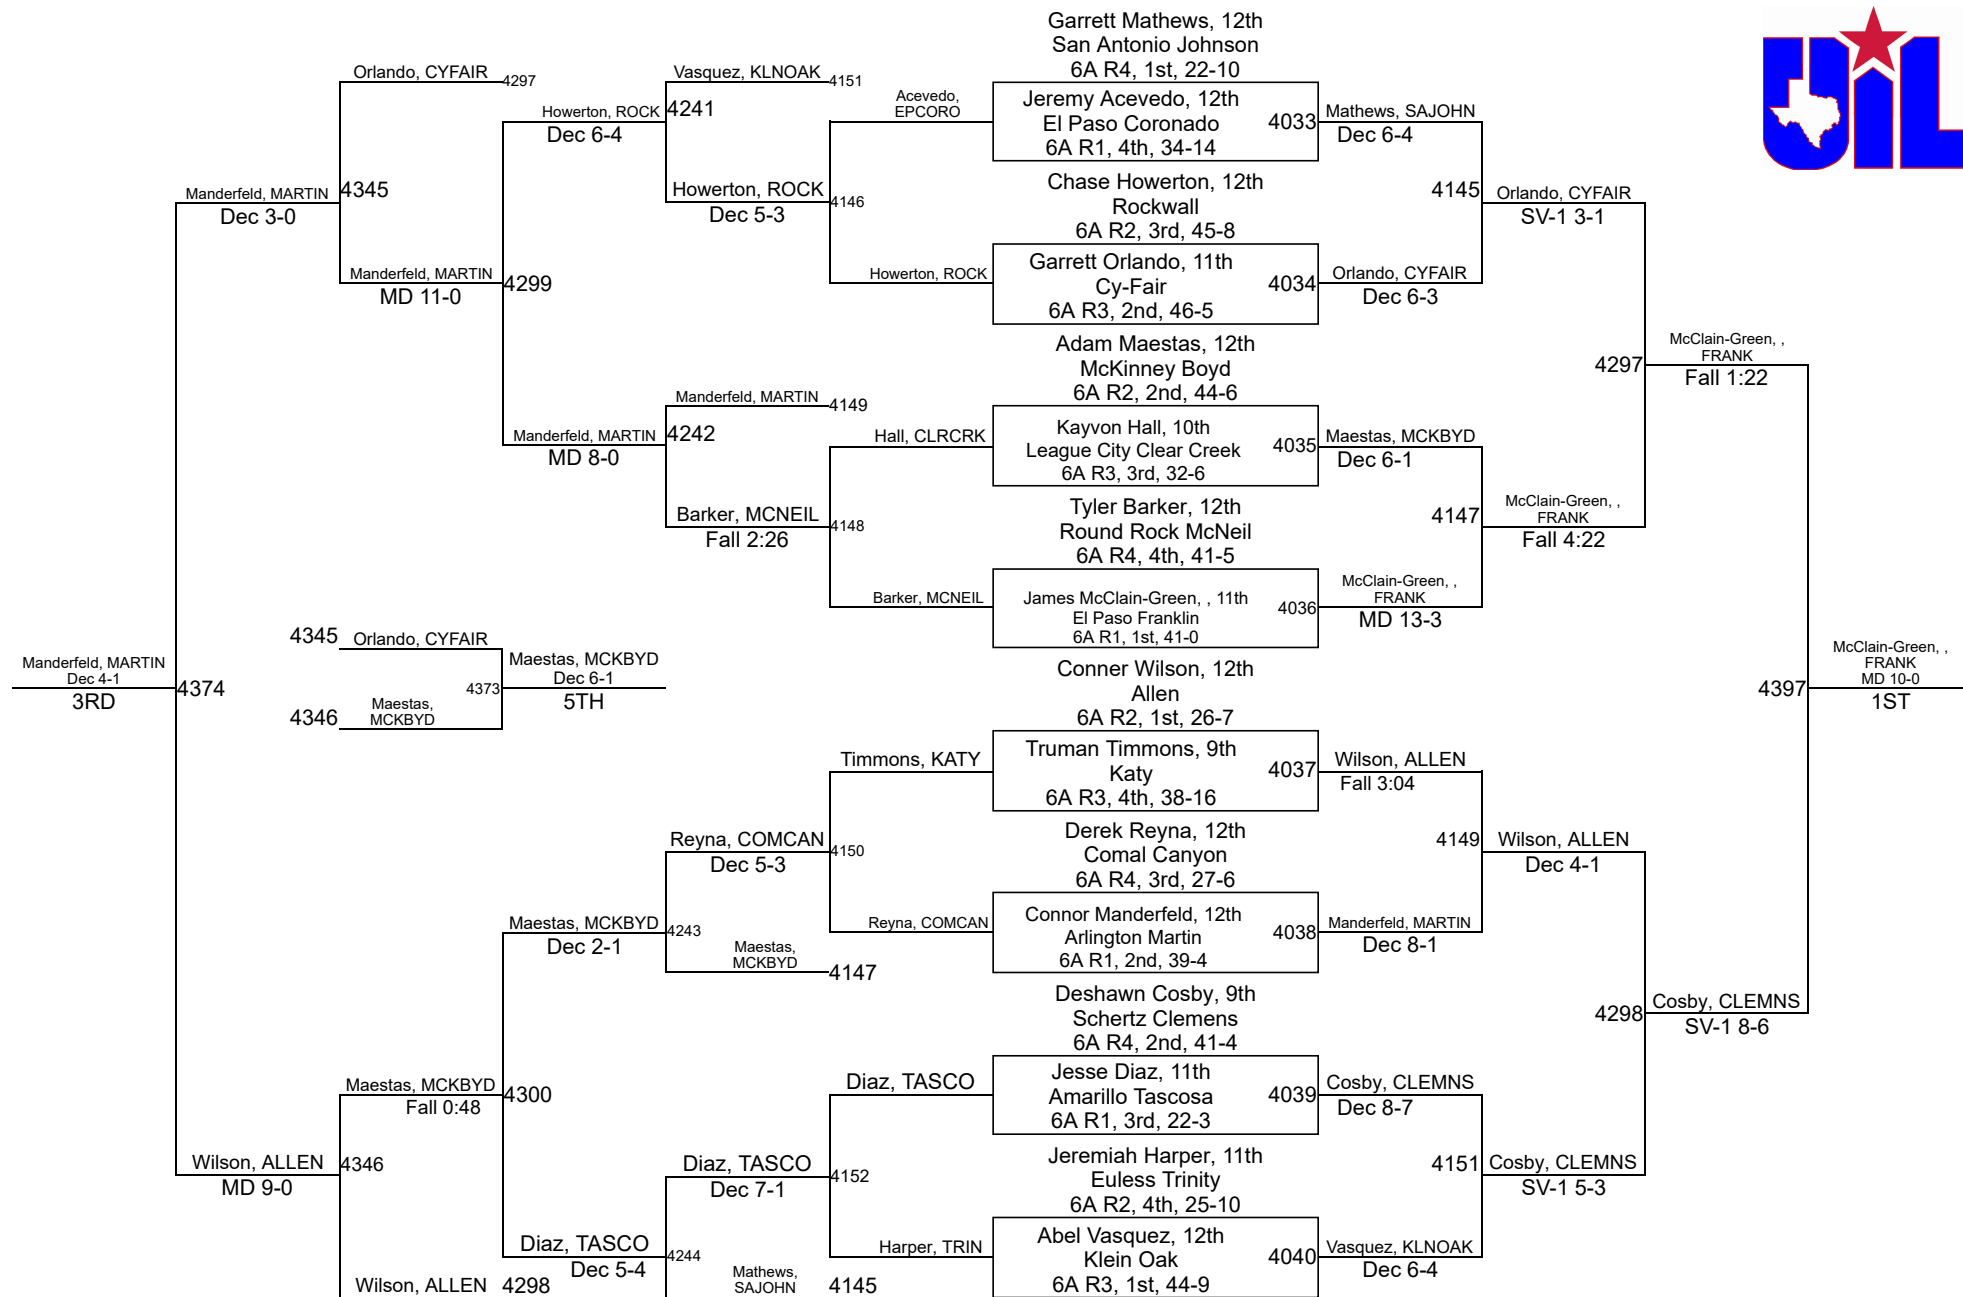 Garrett Mathews, 12th
San Antonio Johnson
6A R4, 1st, 22-10
UIL
Orlando, CYFAIR
4297
Vasquez, KLNOAK
4151
Howerton, ROCK
4241
Dec 6-4
Acevedo,
EPCORO
Jeremy Acevedo, 12th
El Paso Coronado
6A R1, 4th, 34-14
4033
Mathews, SAJOHN
Dec 6-4
Manderfeld, MARTIN
4345
Dec 3-0
Howerton, ROCK
Dec 5-3
4146
Chase Howerton, 12th
Rockwall
6A R2, 3rd, 45-8
4145
Orlando, CYFAIR
SV-1 3-1
Manderfeld, MARTIN
MD 11-0
4299
Howerton, ROCK
Garrett Orlando, 11th
Cy-Fair
6A R3, 2nd, 46-5
4034
Orlando, CYFAIR
Dec 6-3
Adam Maestas, 12th
McKinney Boyd
6A R2, 2nd, 44-6
4297
McClain-Green, ,
FRANK
Fall 1:22
Manderfeld, MARTIN
4149
Manderfeld, MARTIN
4242
MD 8-0
Hall, CLRCRK
Kayvon Hall, 10th
League City Clear Creek
6A R3, 3rd, 32-6
4035
Maestas, MCKBYD
Dec 6-1
Barker, MCNEIL
Fall 2:26
4148
Tyler Barker, 12th
Round Rock McNeil
6A R4, 4th, 41-5
4147
McClain-Green, ,
FRANK
Fall 4:22
Barker, MCNEIL
James McClain-Green, , 11th
El Paso Franklin
6A R1, 1st, 41-0
4036
McClain-Green, ,
FRANK
MD 13-3
4345
Orlando, CYFAIR
Manderfeld, MARTIN
Dec 4-1
3RD
4374
4346
Maestas,
MCKBYD
4373
Maestas, MCKBYD
Dec 6-1
5TH
Conner Wilson, 12th
Allen
6A R2, 1st, 26-7
4397
McClain-Green, ,
FRANK
MD 10-0
1ST
Timmons, KATY
Truman Timmons, 9th
Katy
6A R3, 4th, 38-16
4037
Wilson, ALLEN
Fall 3:04
Reyna, COMCAN
Dec 5-3
4150
Derek Reyna, 12th
Comal Canyon
6A R4, 3rd, 27-6
4149
Wilson, ALLEN
Dec 4-1
Maestas, MCKBYD
Dec 2-1
4243
Maestas,
MCKBYD
4147
Reyna, COMCAN
Connor Manderfeld, 12th
Arlington Martin
6A R1, 2nd, 39-4
4038
Manderfeld, MARTIN
Dec 8-1
Deshawn Cosby, 9th
Schertz Clemens
6A R4, 2nd, 41-4
4298
Cosby, CLEMNS
SV-1 8-6
Maestas, MCKBYD
Fall 0:48
4300
Diaz, TASCO
Jesse Diaz, 11th
Amarillo Tascosa
6A R1, 3rd, 22-3
4039
Cosby, CLEMNS
Dec 8-7
Wilson, ALLEN
MD 9-0
4346
Diaz, TASCO
Dec 7-1
4152
Jeremiah Harper, 11th
Euless Trinity
6A R2, 4th, 25-10
4151
Cosby, CLEMNS
SV-1 5-3
Diaz, TASCO
Dec 5-4
4244
Harper, TRIN
Abel Vasquez, 12th
Klein Oak
6A R3, 1st, 44-9
4040
Vasquez, KLNOAK
Dec 6-4
Wilson, ALLEN
4298
Mathews,
SAJOHN
4145